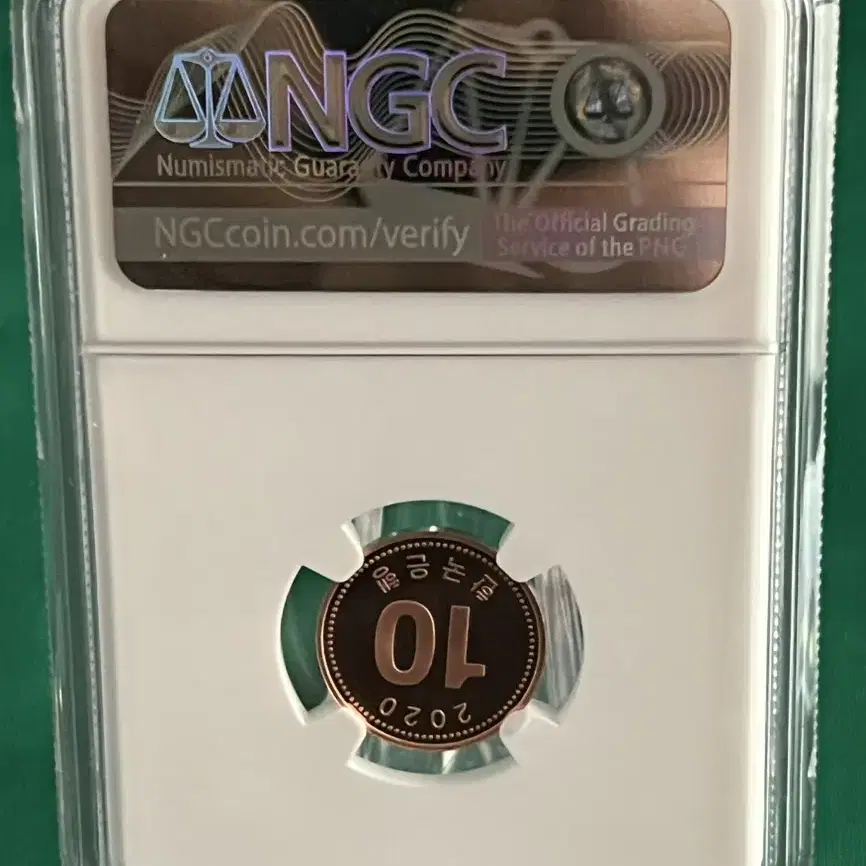 NGC
Numismatic Guaranty Company
NGCcoin.com/verify
The Official Grading
Service of the PNG
한국은행
10
2020